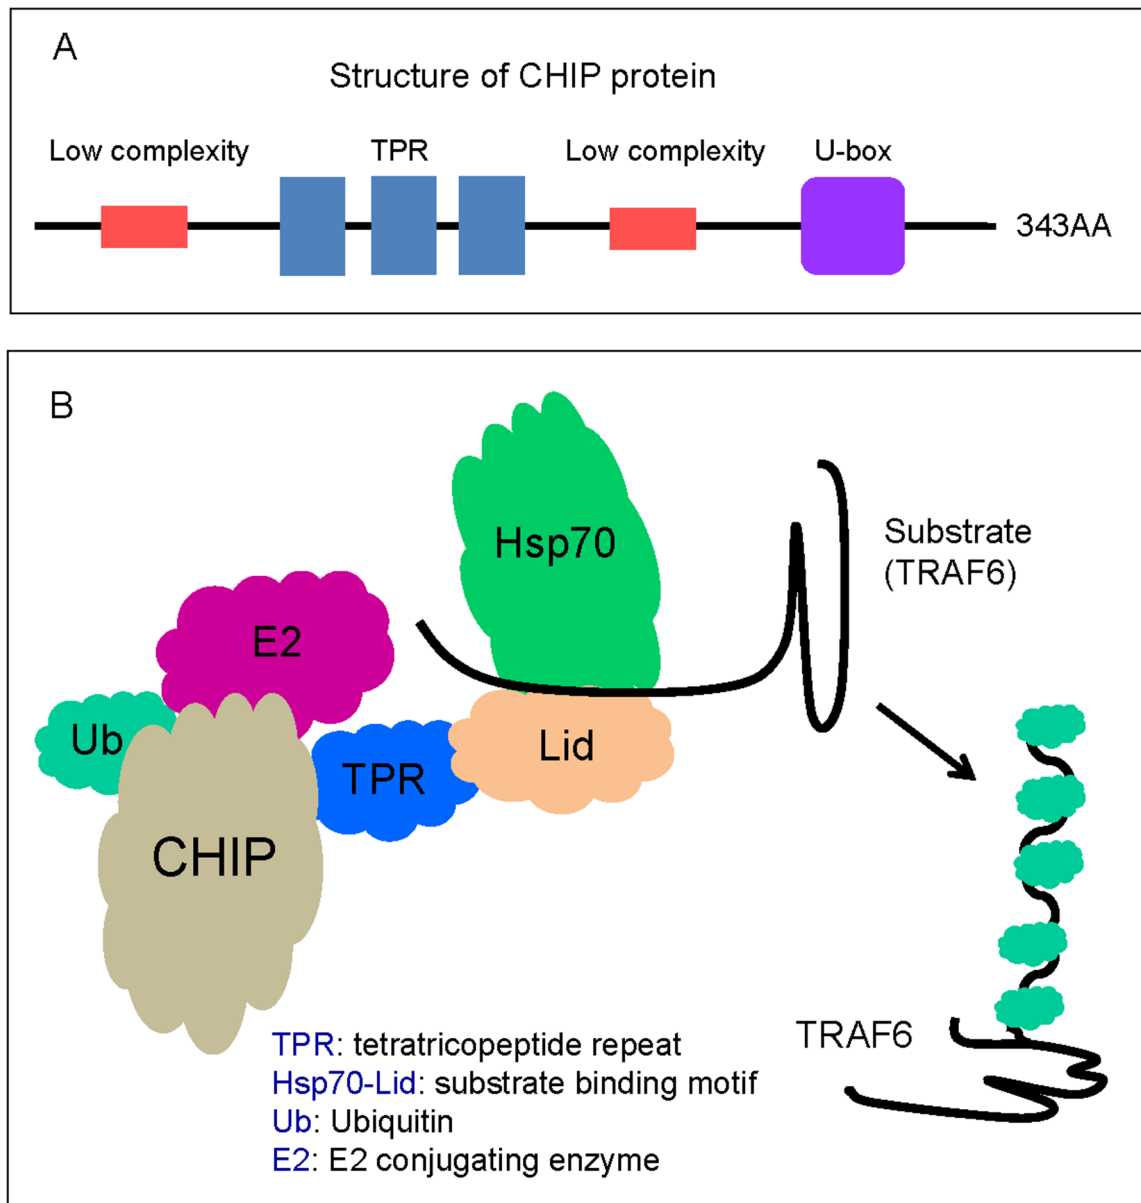 A
Structure of CHIP protein
Low complexity TPR Low complexity U-box
343AA
B
Hsp70
Substrate
(TRAF6)
E2
Ub
TPR
Lid
CHIP
TRAF6
TPR: tetratricopeptide repeat
Hsp70-Lid: substrate binding motif
Ub: Ubiquitin
E2: E2 conjugating enzyme